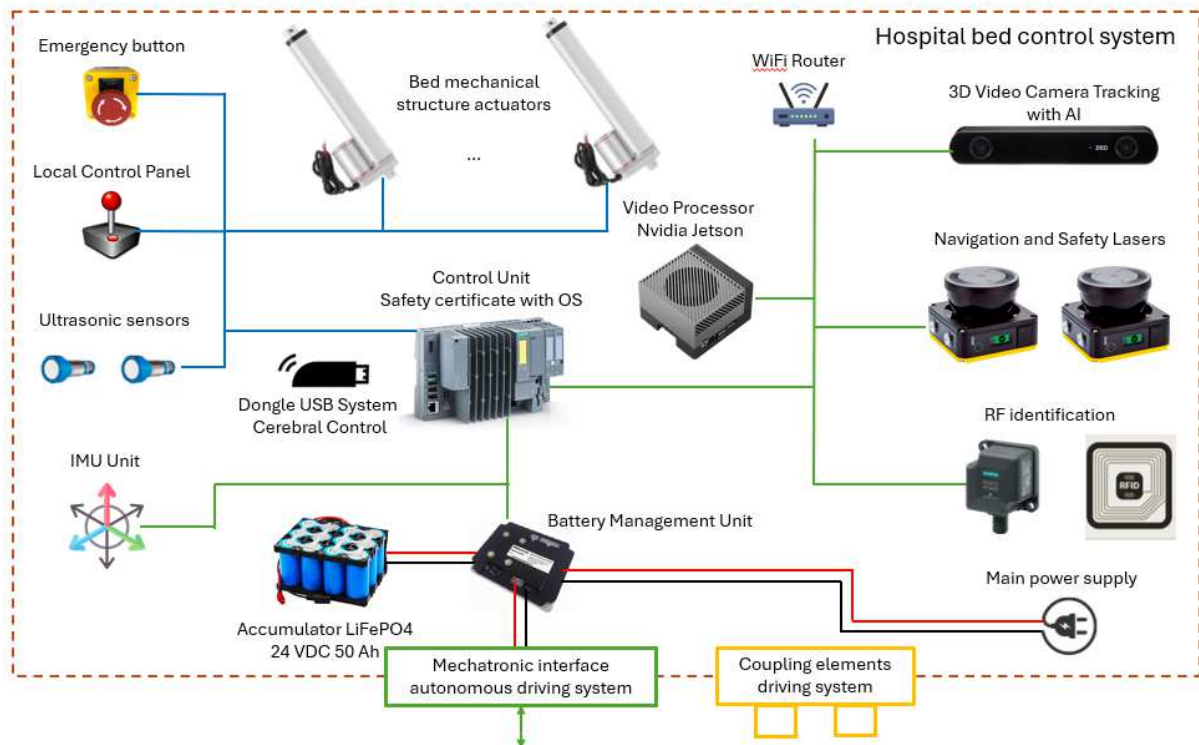 Hospital bed control system
Emergency button
Bed mechanical
structure actuators
...
WiFi Router
3D Video Camera Tracking
with AI
ZED
Local Control Panel
Video Processor
Nvidia Jetson
Navigation and Safety Lasers
Control Unit
Safety certificate with OS
Ultrasonic sensors
Dongle USB System
Cerebral Control
RF identification
RFID
IMU Unit
Battery Management Unit
Main power supply
Accumulator LiFePO4
24 VDC 50 Ah
Mechatronic interface
autonomous driving system
Coupling elements
driving system